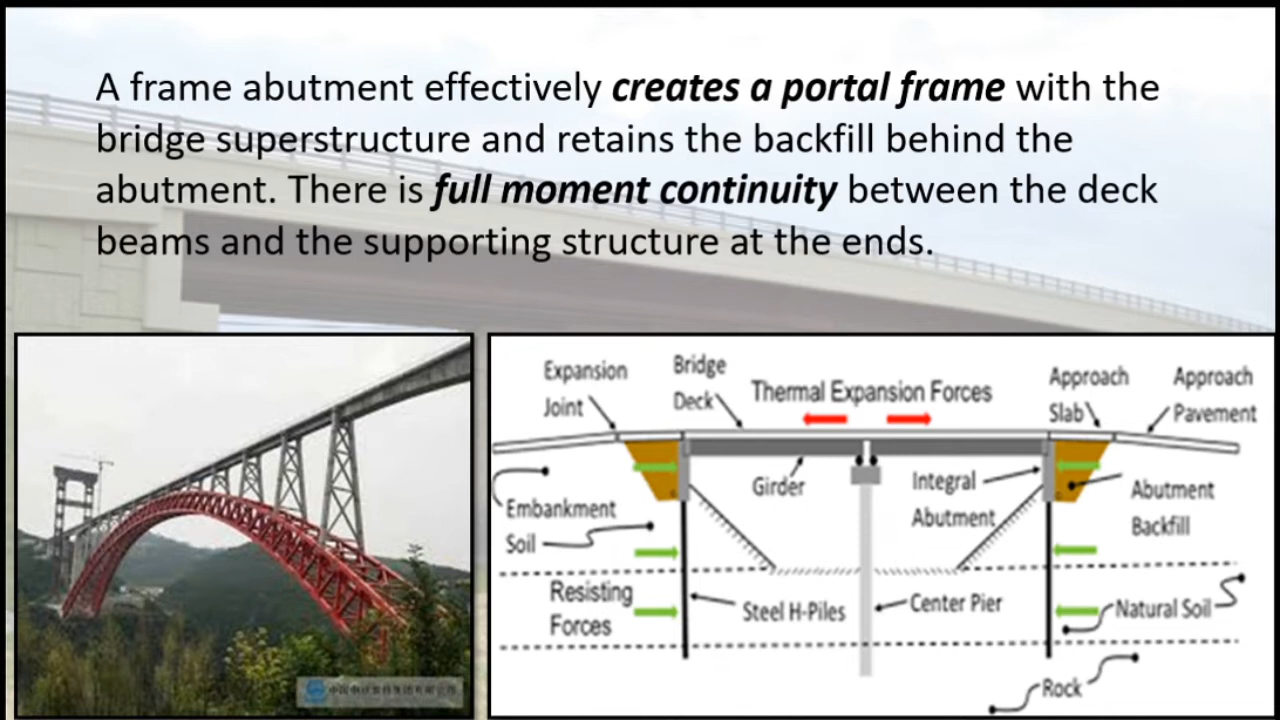 A frame abutment effectively creates a portal frame with the
bridge superstructure and retains the backfill behind the
abutment. There is full moment continuity between the deck
beams and the supporting structure at the ends.
Expansion
Joint
Bridge
Deck
Thermal Expansion Forces
Approach
Slab
Approach
Pavement
Girder
Integral
Abutment
Abutment
Backfill
Embankment
Soil
Resisting
Forces
Steel H-Piles
Center Pier
Natural Soil
Rock